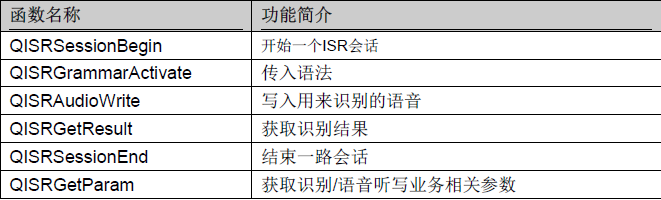 函数名称 功能简介
QISRSessionBegin 开始一个ISR会话
QISRGrammarActivate 传入语法
QISRAudioWrite 写入用来识别的语音
QISRGetResult 获取识别结果
QISRSessionEnd 结束一路会话
QISRGetParam 获取识别/语音听写业务相关参数